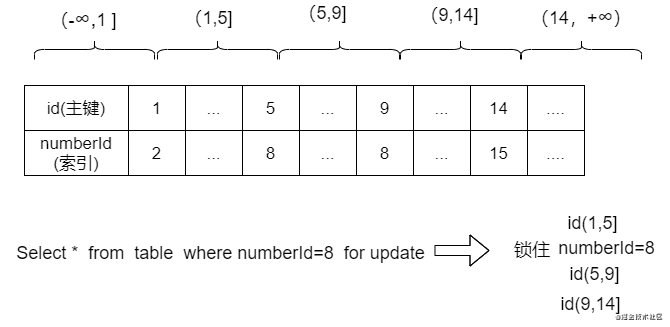 (-∞,1 ] (1,5] (5,9] (9,14] (14，+∞)
id(主键) 1 ... 5 ... 9 ... 14 ....
numberId
(索引) 2 ... 8 ... 8 ... 15 ....
id(1,5]
Select * from table where numberId=8 for update 锁住 numberId=8
id(5,9]
id(9,14]
@掘金技术社区